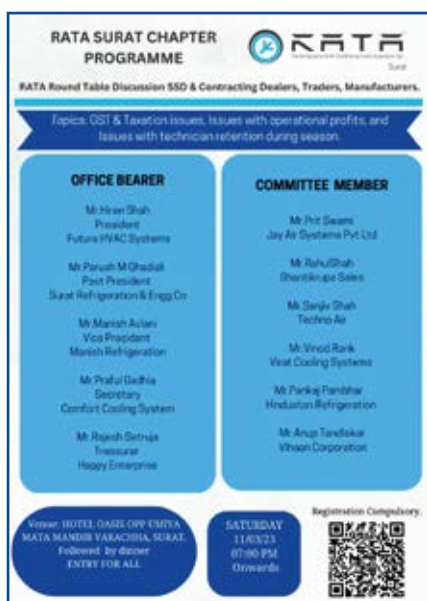 RATA SURAT CHAPTER
PROGRAMME
RATA
Surat
RATA Round Table Discussion SSD & Contracting Dealers, Traders, Manufacturers.
Topics: GST & Taxation issues, Issues with operational profits, and
Issues with technician retention during season.
OFFICE BEARER
Mr.Hiren Shah
President
Future HVAC Systems
Mr.Parush M Ghadiali
Past President
Surat Refrigeration & Engg Co
Mr.Manish Aviani
Vice President
Manish Refrigeration
Mr.Praful Gadhia
Secretary
Comfort Cooling System
Mr.Rajesh Satruja
Treasurer
Happy Enterprise
COMMITTEE MEMBER
Mr.Prit Swami
Jay Air Systems Pvt Ltd
Mr.RahulShah
Shantikrupa Sales
Mr.Sanjiv Shah
Techno Air
Mr.Vinod Rank
Virat Cooling Systems
Mr.Pankaj Pambhar
Hindustan Refrigeration
Mr.Anup Tandlekar
Vihaan Corporation
Venue: HOTEL OASIS OPP UMIYA
MATA MANDIR VARACHHA, SURAT.
Followed by dinner
ENTRY FOR ALL
SATURDAY
11/03/23
07:00 PM
Onwards
Registration Compulsory.